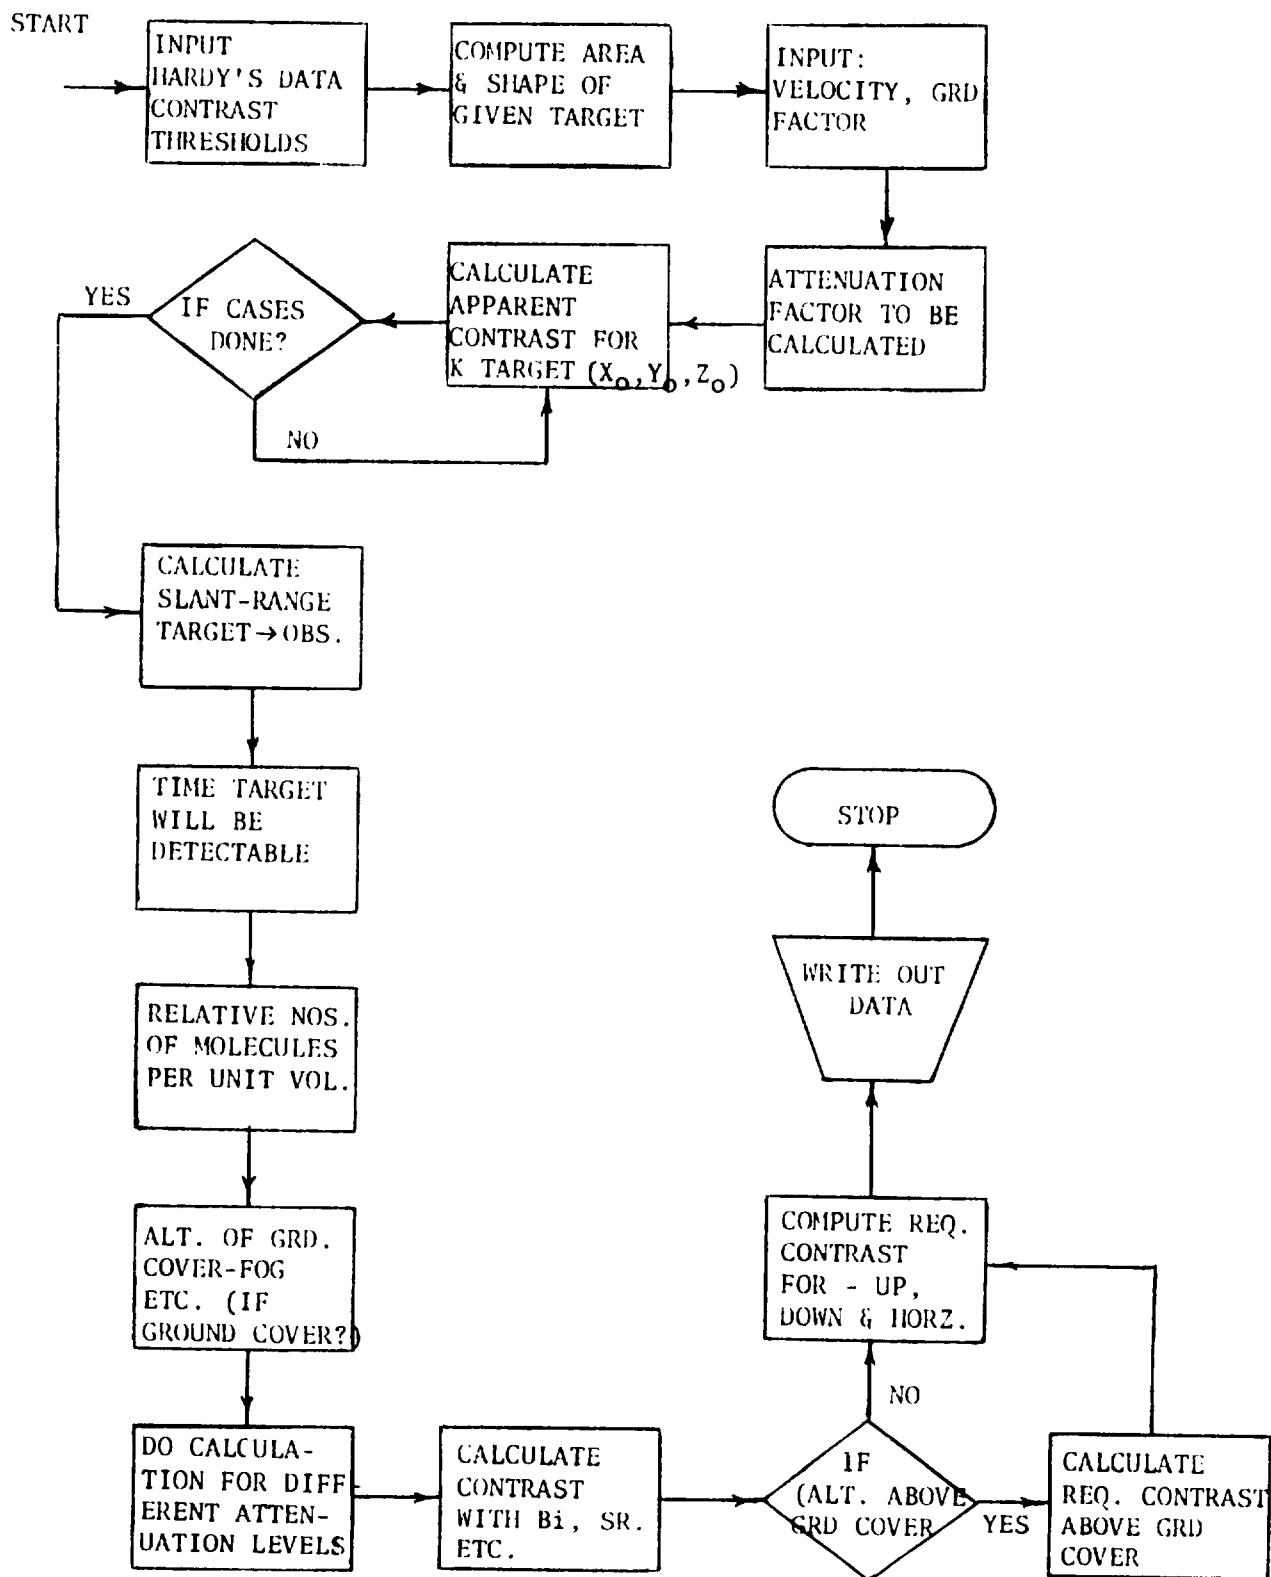 START
INPUT
HARDY'S DATA
CONTRAST
THRESHOLDS
COMPUTE AREA
& SHAPE OF
GIVEN TARGET
INPUT:
VELOCITY, GRD
FACTOR
ATTENUATION
FACTOR TO BE
CALCULATED
CALCULATE
APPARENT
CONTRAST FOR
K TARGET (X₀,Y₀,Z₀)
IF CASES
DONE?
YES
NO
CALCULATE
SLANT-RANGE
TARGET→OBS.
TIME TARGET
WILL BE
DETECTABLE
RELATIVE NOS.
OF MOLECULES
PER UNIT VOL.
ALT. OF GRD.
COVER-FOG
ETC. (IF
GROUND COVER?)
DO CALCULA-
TION FOR DIFF
ERENT ATTEN-
UATION LEVELS
CALCULATE
CONTRAST
WITH Bi, SR.
ETC.
IF
(ALT. ABOVE
GRD COVER
YES
NO
CALCULATE
REQ. CONTRAST
ABOVE GRD
COVER
COMPUTE REQ.
CONTRAST
FOR - UP,
DOWN & HORZ.
WRITE OUT
DATA
STOP